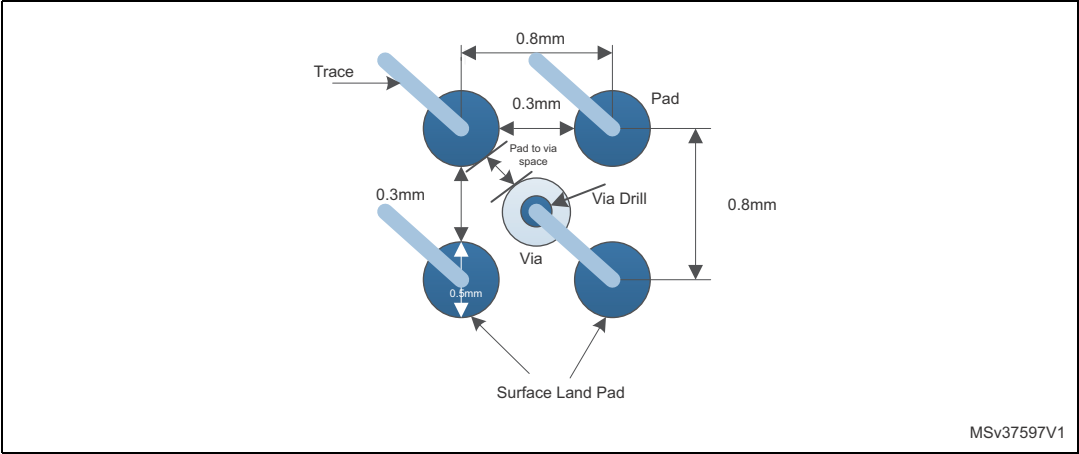 0.8mm
Trace
Pad
0.3mm
Pad to via
space
0.3mm
Via Drill
0.8mm
Via
0.5mm
Surface Land Pad
MSv37597V1